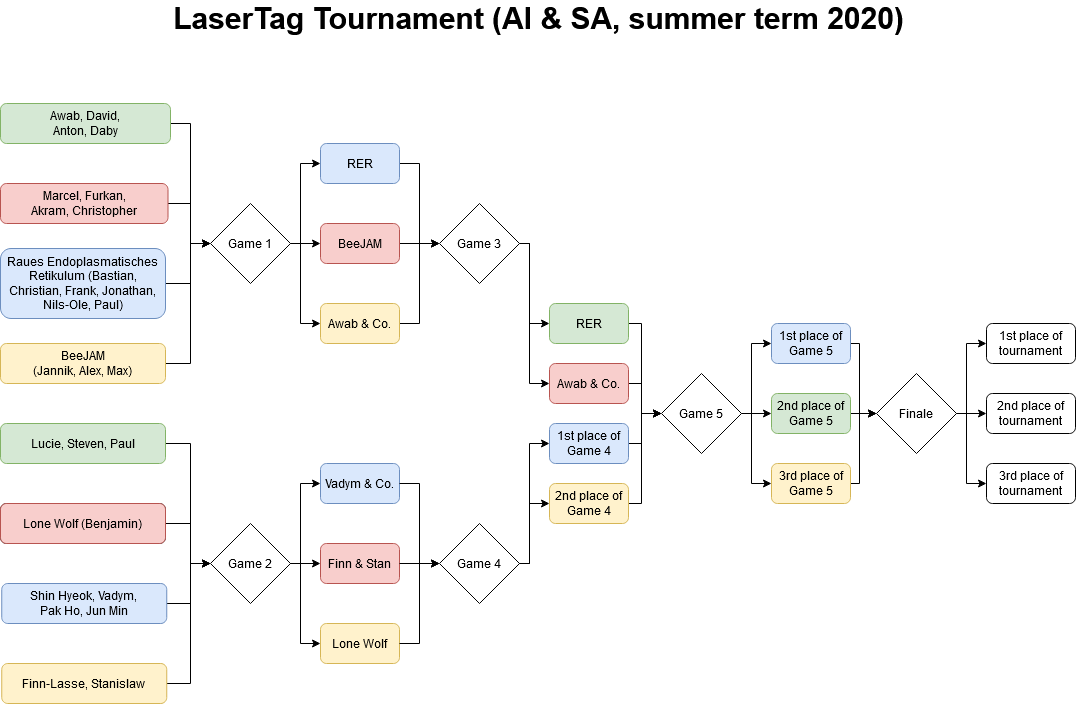 LaserTag Tournament (AI & SA, summer term 2020)
Awab, David,
Anton, Daby
Marcel, Furkan,
Akram, Christopher
Raues Endoplasmatisches
Retikulum (Bastian,
Christian, Frank, Jonathan,
Nils-Ole, Paul)
BeeJAM
(Jannik, Alex, Max)
Lucie, Steven, Paul
Lone Wolf (Benjamin)
Shin Hyeok, Vadym,
Pak Ho, Jun Min
Finn-Lasse, Stanislaw
Game 1
Game 2
RER
BeeJAM
Awab & Co.
Vadym & Co.
Finn & Stan
Lone Wolf
Game 3
Game 4
RER
Awab & Co.
1st place of
Game 4
2nd place of
Game 4
Game 5
1st place of
Game 5
2nd place of
Game 5
3rd place of
Game 5
Finale
1st place of
tournament
2nd place of
tournament
3rd place of
tournament